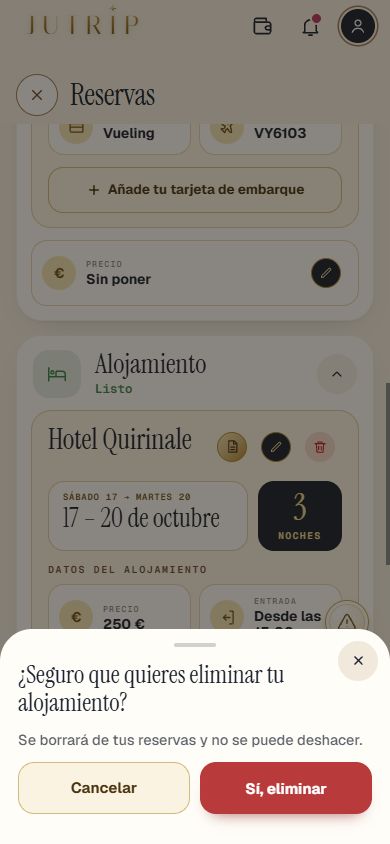 JUTRIP
Reservas
Vueling
VY6103
+ Añade tu tarjeta de embarque
€
PRECIO
Sin poner
Alojamiento
Listo
Hotel Quirinale
SÁBADO 17 → MARTES 20
17 – 20 de octubre
3
NOCHES
DATOS DEL ALOJAMIENTO
€
PRECIO
250 €
ENTRADA
Desde las
¿Seguro que quieres eliminar tu
alojamiento?
Se borrará de tus reservas y no se puede deshacer.
Cancelar
Sí, eliminar